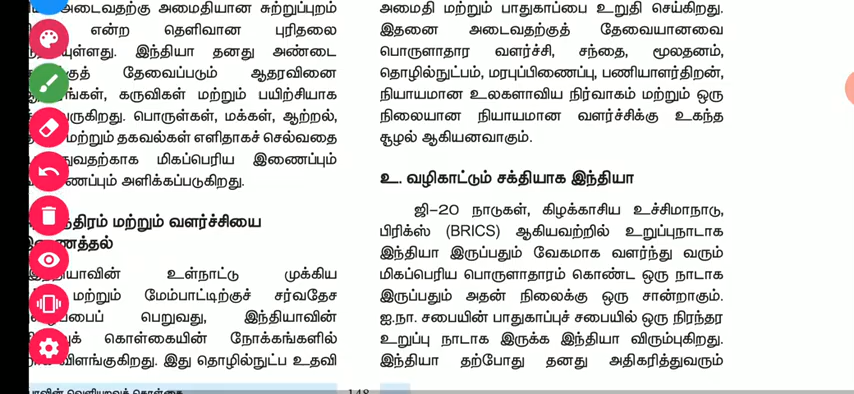 அடைவதற்கு அமைதியான சுற்றுப்புறம்
என்ற தெளிவான புரிதலை
இந்தியா தனது அண்டை
தேவைப்படும் ஆதரவினை
கருவிகள் மற்றும் பயிற்சியாக
பொருள்கள், மக்கள், ஆற்றல்,
மற்றும் தகவல்கள் எளிதாகச் செல்வதை
மிகப்பெரிய இணைப்பும்
அளிக்கப்படுகிறது.
மற்றும் வளர்ச்சியை
உள்நாட்டு முக்கிய
மற்றும் மேம்பாட்டிற்குச் சர்வதேச
பெறுவது, இந்தியாவின்
கொள்கையின் நோக்கங்களில்
விளங்குகிறது. இது தொழில்நுட்ப உதவி
அமைதி மற்றும் பாதுகாப்பை உறுதி செய்கிறது.
இதனை அடைவதற்குத் தேவையானவை
பொருளாதார வளர்ச்சி, சந்தை, மூலதனம்,
தொழில்நுட்பம், மரபுப்பிணைப்பு, பணியாளர்திறன்,
நியாயமான உலகளாவிய நிர்வாகம் மற்றும் ஒரு
நிலையான நியாயமான வளர்ச்சிக்கு உகந்த
சூழல் ஆகியனவாகும்.
உ. வழிகாட்டும் சக்தியாக இந்தியா
ஜி-20 நாடுகள், கிழக்காசிய உச்சிமாநாடு,
பிரிக்ஸ் (BRICS) ஆகியவற்றில் உறுப்புநாடாக
இந்தியா இருப்பதும் வேகமாக வளர்ந்து வரும்
மிகப்பெரிய பொருளாதாரம் கொண்ட ஒரு நாடாக
இருப்பதும் அதன் நிலைக்கு ஒரு சான்றாகும்.
ஐ.நா. சபையின் பாதுகாப்புச் சபையில் ஒரு நிரந்தர
உறுப்பு நாடாக இருக்க இந்தியா விரும்புகிறது.
இந்தியா தற்போது தனது அதிகரித்துவரும்